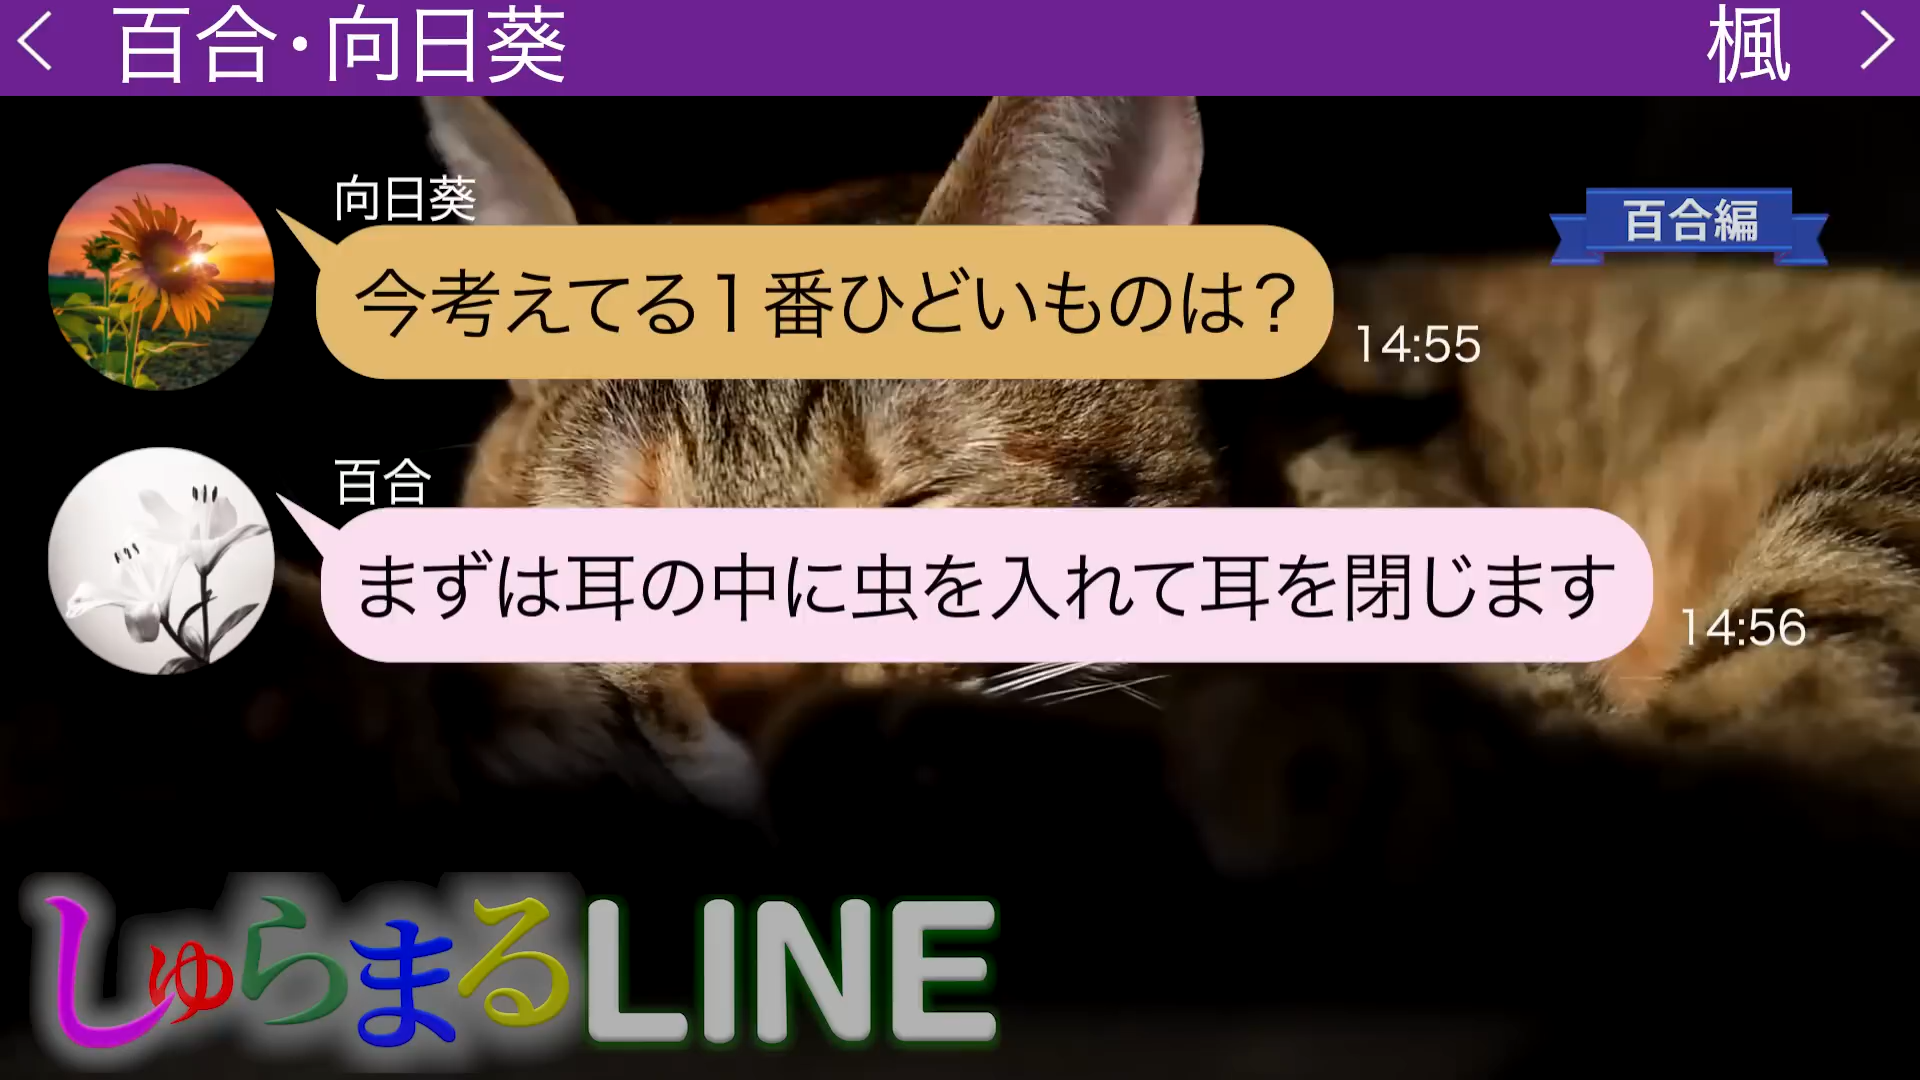 百合・向日葵
楓
向日葵
百合編
今考えてる1番ひどいものは?
14:55
百合
まずは耳の中に虫を入れて耳を閉じます
14:56
しゅらまるLINE